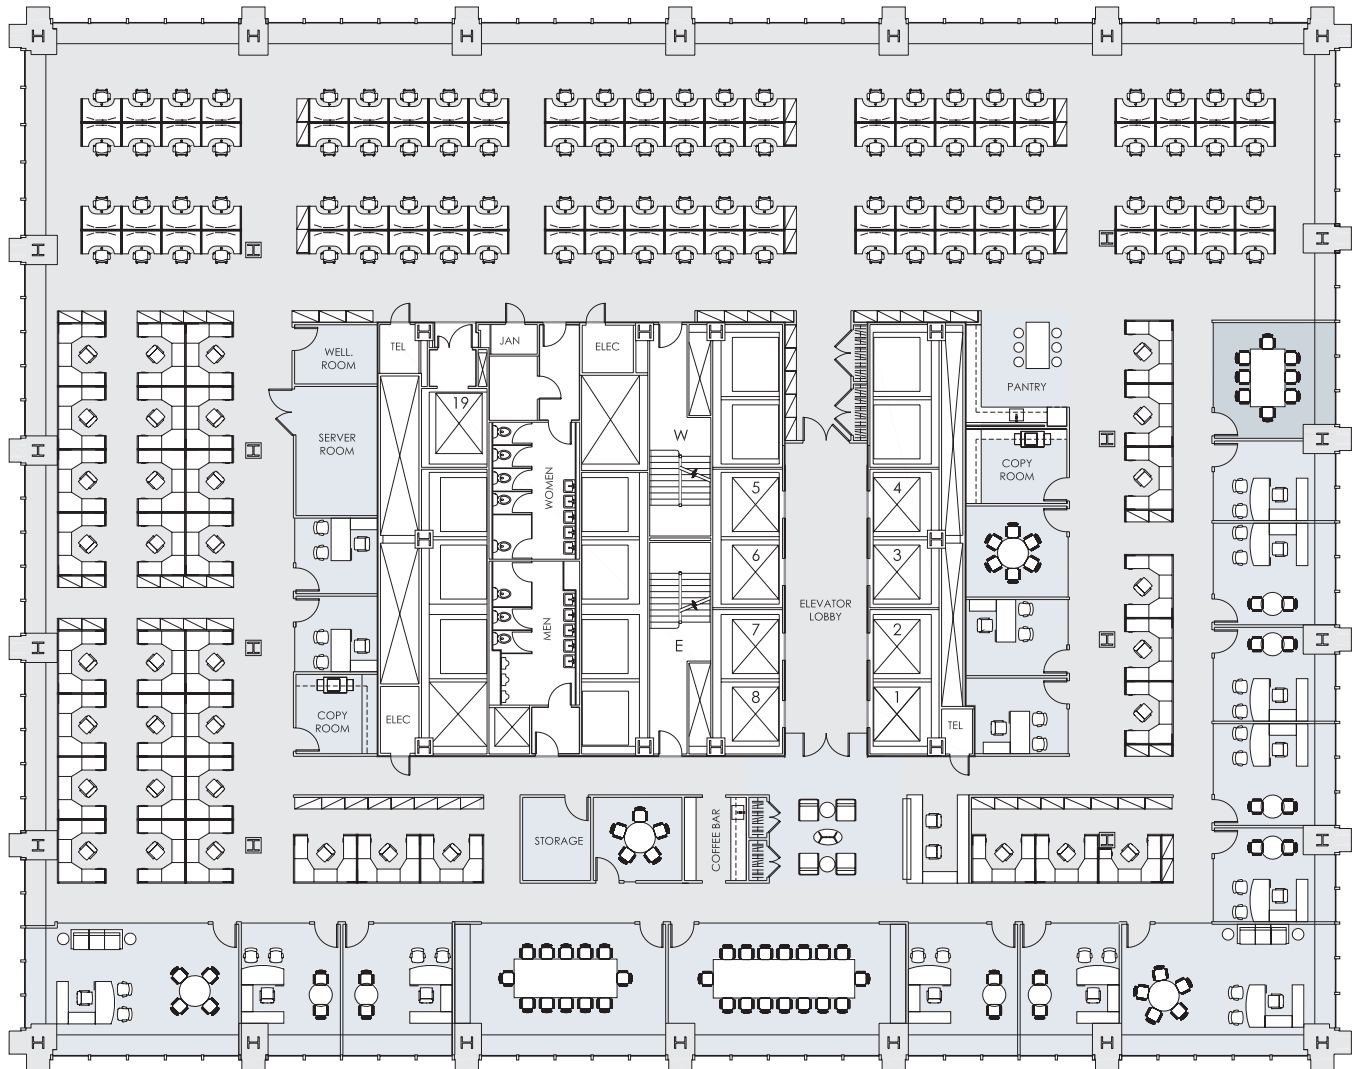 WELL.
ROOM
TEL
JAN
ELEC
PANTRY
19
SERVER
ROOM
W
COPY
ROOM
WOMEN
5
4
6
3
ELEVATOR
LOBBY
MEN
E
7
2
8
1
COPY
ROOM
ELEC
TEL
STORAGE
COFFEE BAR